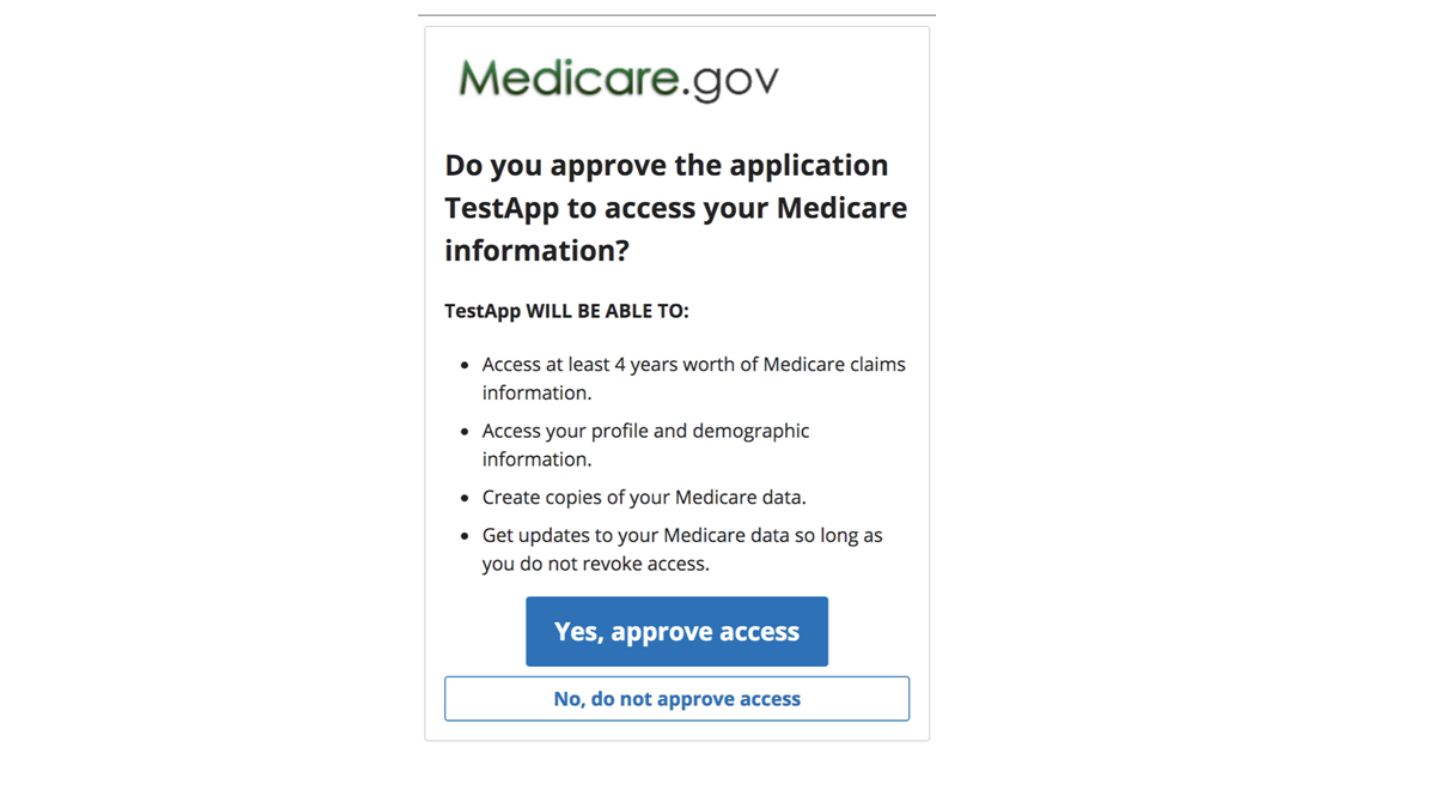 Medicare.gov
Do you approve the application
TestApp to access your Medicare
information?
TestApp WILL BE ABLE TO:
• Access at least 4 years worth of Medicare claims
information.
• Access your profile and demographic
information.
• Create copies of your Medicare data.
• Get updates to your Medicare data so long as
you do not revoke access.
Yes, approve access
No, do not approve access